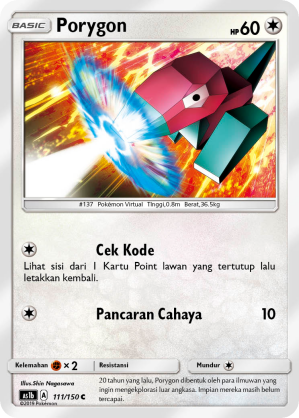 BASIC Porygon HP60
#137 Pokémon Virtual TInggi,0.8m Berat,36.5kg
Cek Kode
Lihat sisi dari 1 Kartu Point lawan yang tertutup lalu
letakkan kembali.
Pancaran Cahaya 10
Kelemahan ×2 Resistansi Mundur
Illus.Shin Nagasawa
as1b A 111/150 C
©2019 Pokémon
20 tahun yang lalu, Porygon dibentuk oleh para ilmuwan yang
ingin mengeksplorasi luar angkasa. Impian mereka masih belum
tercapai.